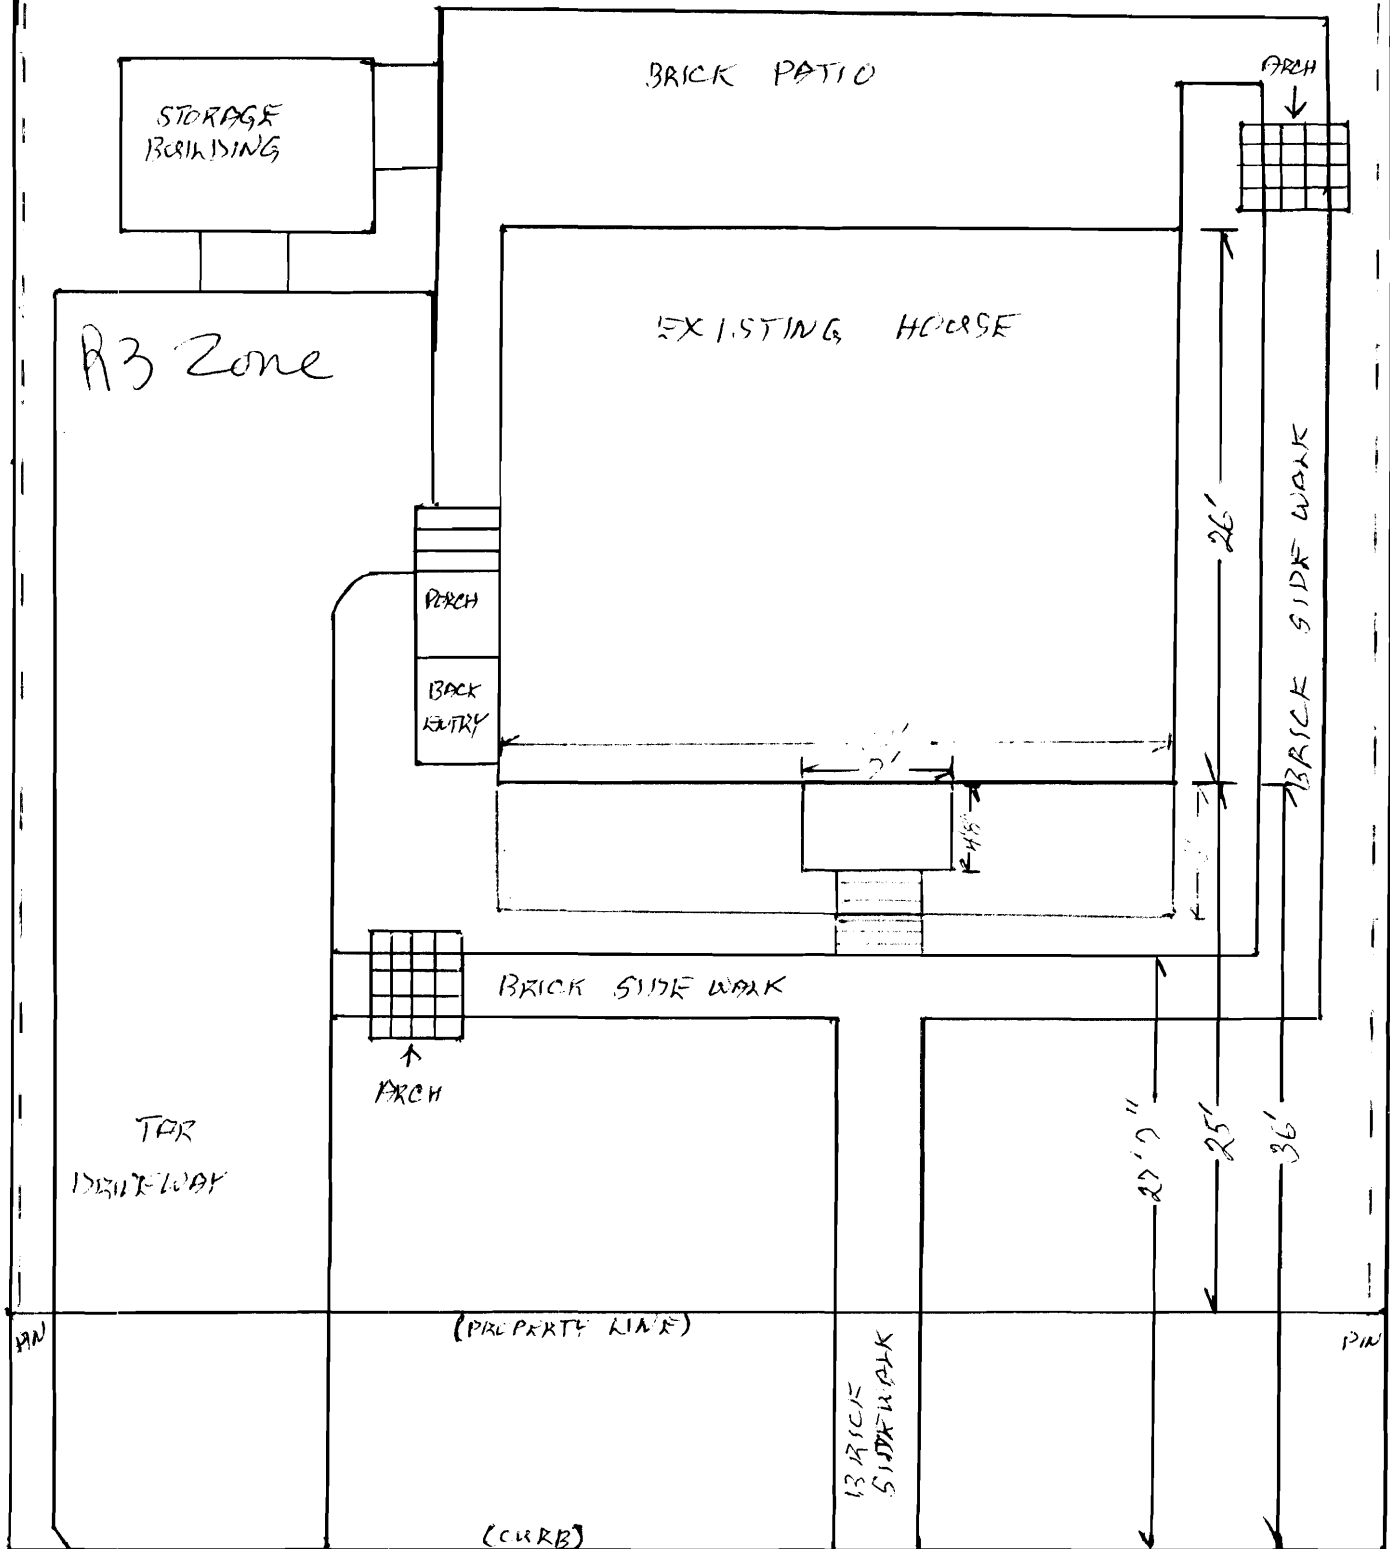 BRICK PATIO
ARCH
STORAGE
BUILDING
R3 Zone
EXISTING HOUSE
26'
BRICK SIDE WALK
PORCH
BACK
ENTRY
BRICK SIDE WALK
ARCH
TAR
DRIVEWAY
25'
36'
(PROPERTY LINE)
PIN
PIN
BRICK
SIDEWALK
(CURB)